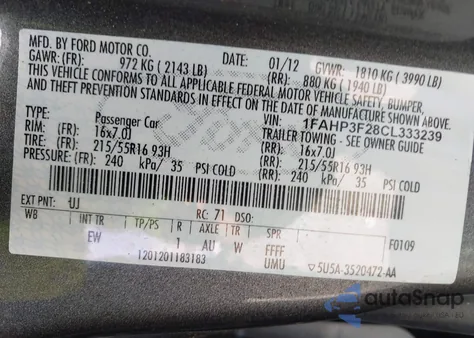 MFD. BY FORD MOTOR CO.
DATE: 01/12 GVWR: 1810 KG (3990 LB)
GAWR: (FR): 972 KG (2143 LB) (RR): 880 KG (1940 LB)
THIS VEHICLE CONFORMS TO ALL APPLICABLE FEDERAL MOTOR VEHICLE SAFETY, BUMPER,
AND THEFT PREVENTION STANDARDS IN EFFECT ON THE DATE OF MANUFACTURE SHOWN ABOVE.
VIN: 1FAHP3F28CL333239
Passenger Car TRAILER TOWING - SEE OWNER GUIDE
RIMS: (FR): 16x7.0J (RR): 16x7.0J
TIRE: (FR): 215/55R16 93H (RR): 215/55R16 93H
PRESSURE: (FR): 240 kPa/ 35 PSI COLD (RR): 240 kPa/ 35 PSI COLD
EXT PNT: UJ RC: 71 DSO:
WB INT TR TP/PS R AXLE TR SPR F0109
EW 1 AU W FFFF
1201201183183 UMU ▽5U5A-3520472-AA
autoSnap